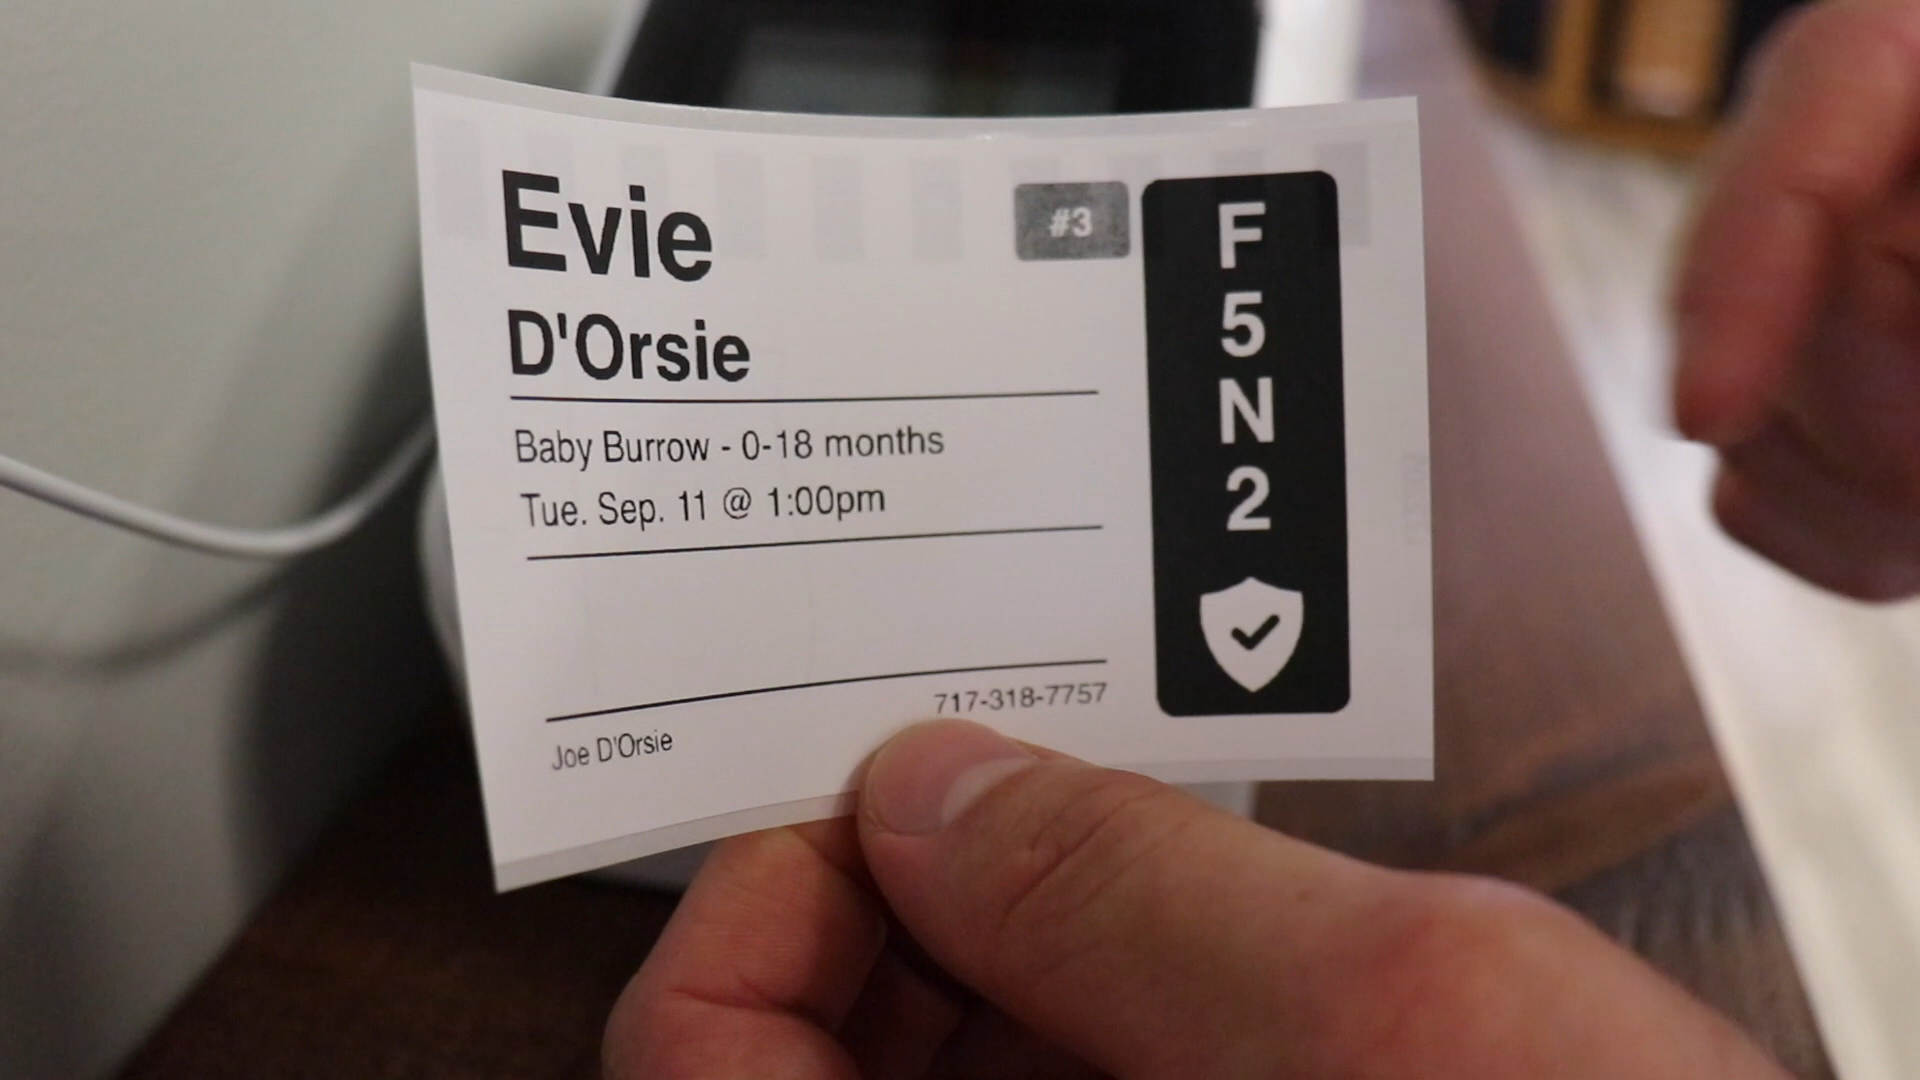 Evie
D'Orsie
#3
Baby Burrow - 0-18 months
Tue. Sep. 11 @ 1:00pm
717-318-7757
Joe D'Orsie
F
5
N
2